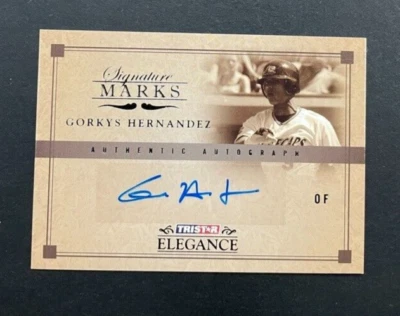 Signature
MARKS
GORKYS HERNANDEZ
AUTHENTIC AUTOGRAPH
OF
TRISTAR
ELEGANCE